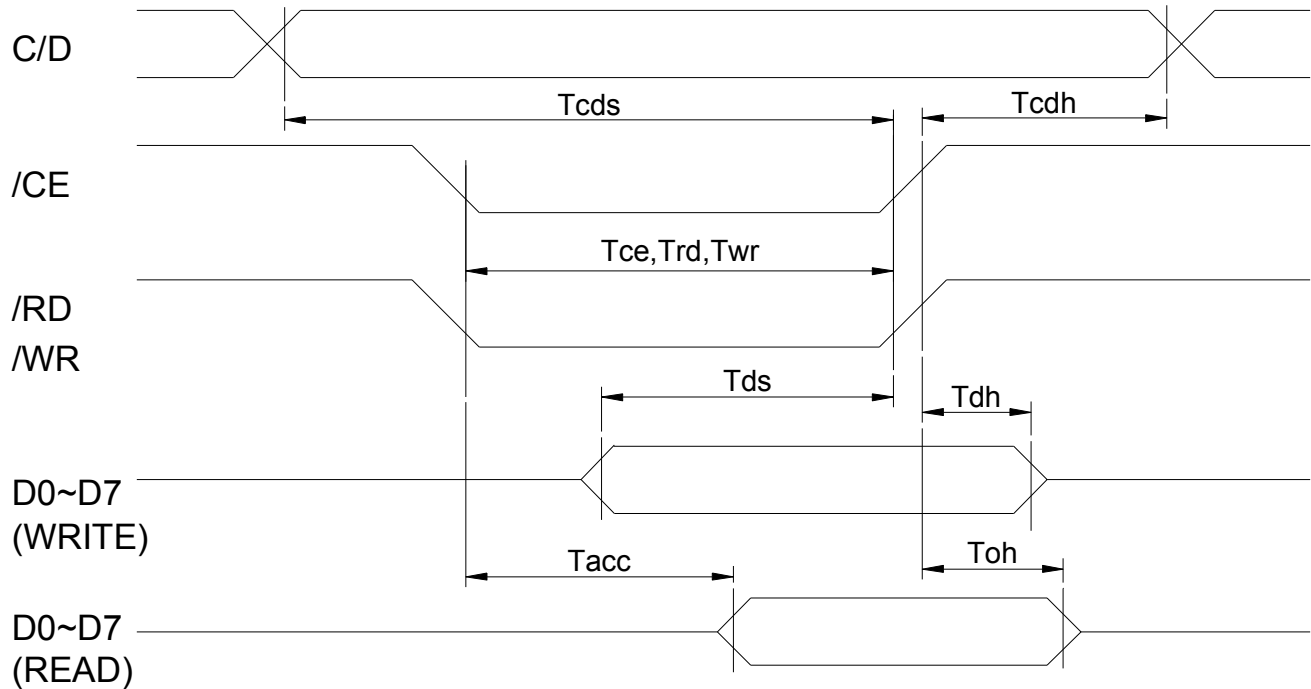 C/D
Tcds
Tcdh
/CE
Tce,Trd,Twr
/RD
/WR
Tds
Tdh
D0~D7
(WRITE)
Tacc
Toh
D0~D7
(READ)